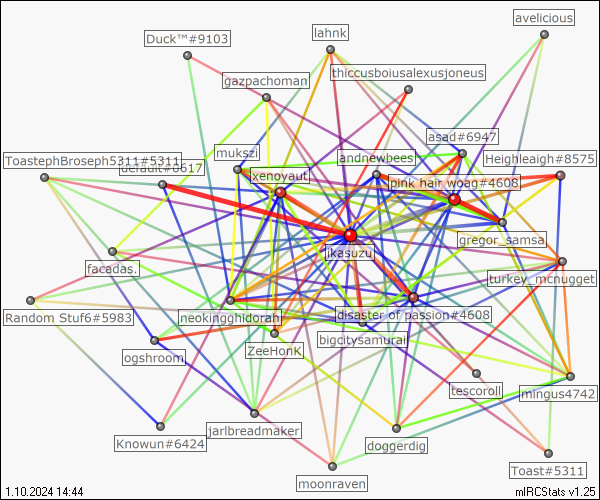 avelicious
lahnk
Duck™#9103
thiccusboiusalexusjoneus
gazpachoman
asad#6947
mukszi
andnewbees
ToastephBroseph5311#5311
Heighleaigh#8575
default#0617
xenoyaut
pink hair woag#4608
gregor_samsa
ikasuzu
facadas.
turkey_mcnugget
neokingghidorah
disaster of passion#4608
Random Stuf6#5983
bigcitysamurai
ZeeHonk
ogshroom
tescoroll
mingus4742
jarlbreadmaker
Knowun#6424
doggerdig
Toast#5311
moonraven
1.10.2024 14:44
mIRCStats v1.25